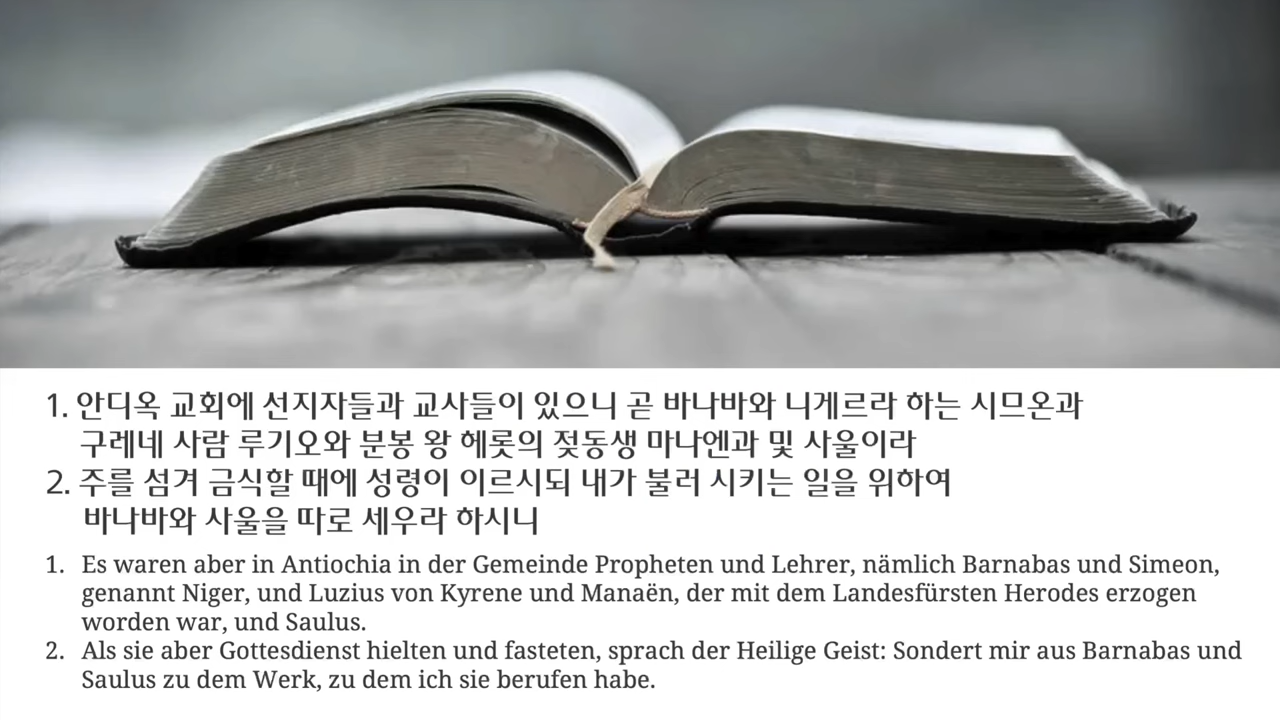 1. 안디옥 교회에 선지자들과 교사들이 있으니 곧 바나바와 니게르라 하는 시므온과
구레네 사람 루기오와 분봉 왕 헤롯의 젖동생 마나엔과 및 사울이라
2. 주를 섬겨 금식할 때에 성령이 이르시되 내가 불러 시키는 일을 위하여
바나바와 사울을 따로 세우라 하시니
1. Es waren aber in Antiochia in der Gemeinde Propheten und Lehrer, nämlich Barnabas und Simeon,
genannt Niger, und Luzius von Kyrene und Manaën, der mit dem Landesfürsten Herodes erzogen
worden war, und Saulus.
2. Als sie aber Gottesdienst hielten und fasteten, sprach der Heilige Geist: Sondert mir aus Barnabas und
Saulus zu dem Werk, zu dem ich sie berufen habe.